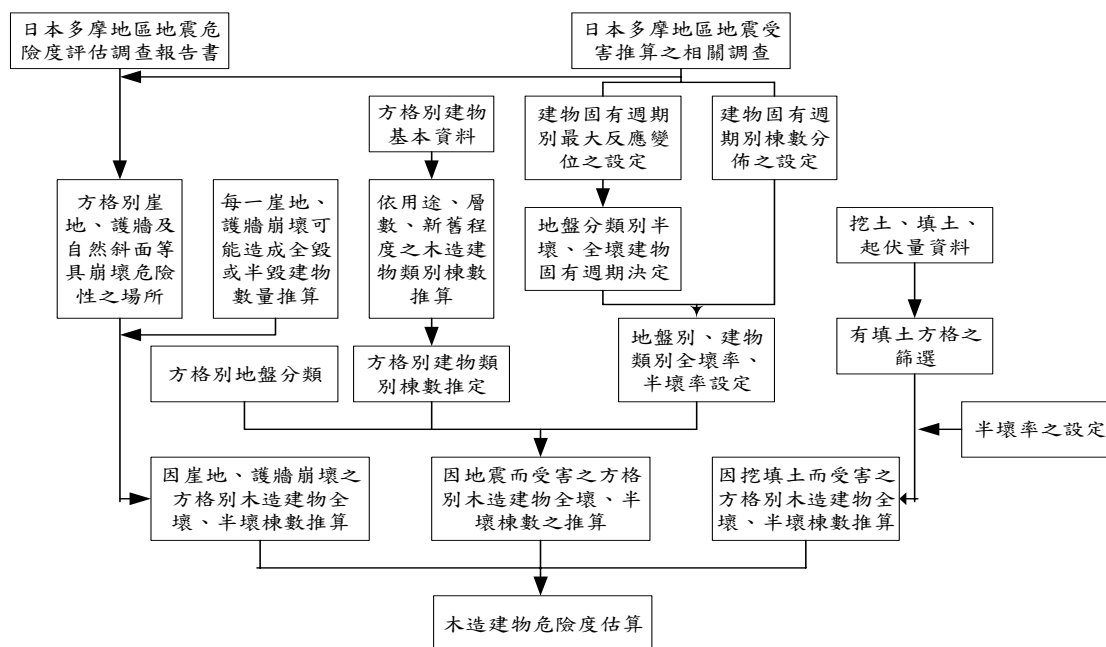 日本多摩地區地震危
險度評估調查報告書
日本多摩地區地震受
害推算之相關調查
方格別建物
基本資料
建物固有週期
別最大反應變
位之設定
建物固有週
期別棟數分
佈之設定
方格別崖
地、護牆及
自然斜面等
具崩壞危險
性之場所
每一崖地、
護牆崩壞可
能造成全毀
或半毀建物
數量推算
依用途、層
數、新舊程
度之木造建
物類別棟數
推算
地盤分類別半
壞、全壞建物
固有週期決定
挖土、填土、
起伏量資料
方格別地盤分類
方格別建物類
別棟數推定
地盤別、建物
類別全壞率、
半壞率設定
有填土方格之
篩選
半壞率之設定
因崖地、護牆崩壞之
方格別木造建物全
壞、半壞棟數推算
因地震而受害之方格
別木造建物全壞、半
壞棟數之推算
因挖填土而受害之
方格別木造建物全
壞、半壞棟數推算
木造建物危險度估算